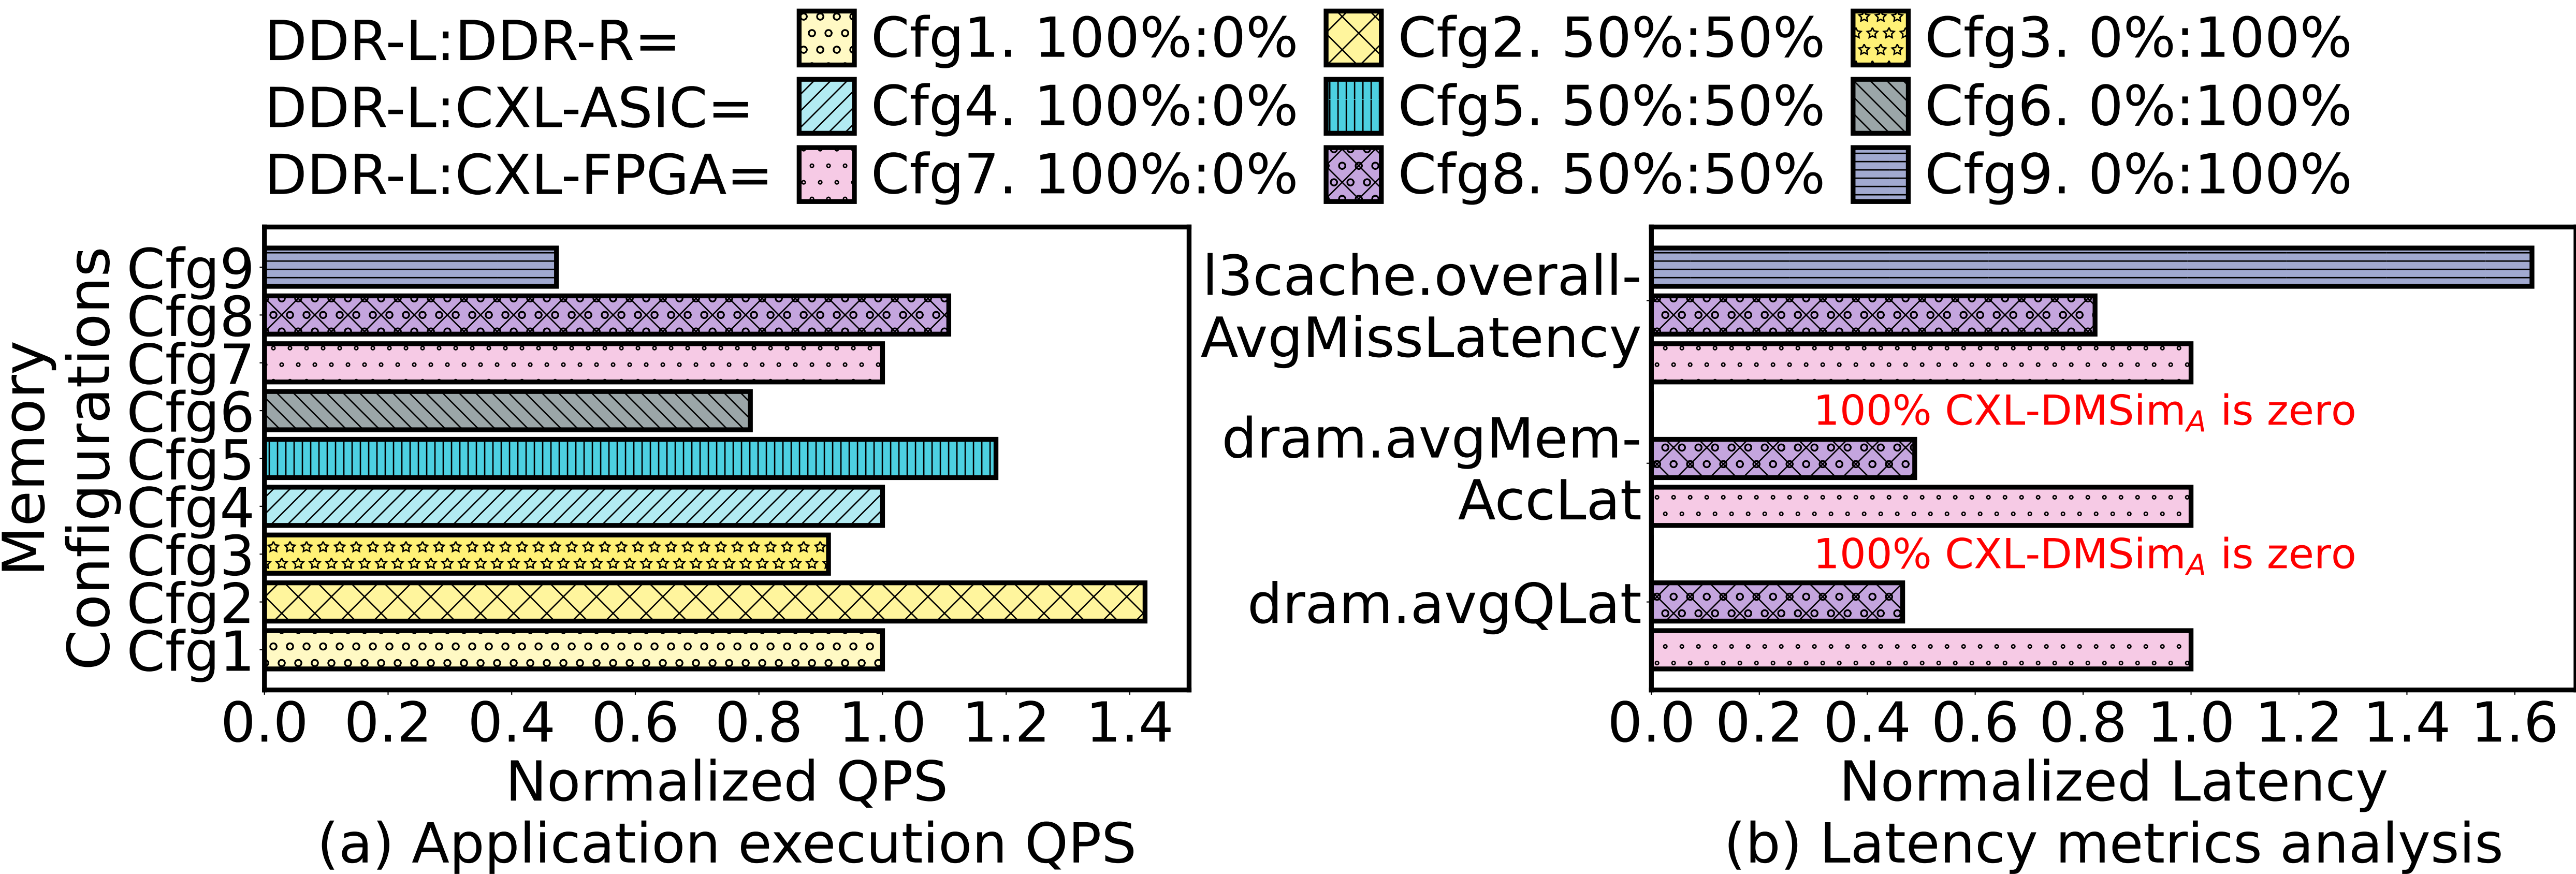 DDR-L:DDR-R= Cfg1. 100%:0% Cfg2. 50%:50% Cfg3. 0%:100%
DDR-L:CXL-ASIC= Cfg4. 100%:0% Cfg5. 50%:50% Cfg6. 0%:100%
DDR-L:CXL-FPGA= Cfg7. 100%:0% Cfg8. 50%:50% Cfg9. 0%:100%
Memory
Configurations
Cfg9
Cfg8
Cfg7
Cfg6
Cfg5
Cfg4
Cfg3
Cfg2
Cfg1
0.0 0.2 0.4 0.6 0.8 1.0 1.2 1.4
Normalized QPS
(a) Application execution QPS
l3cache.overall-
AvgMissLatency
100% CXL-DMSim_A is zero
dram.avgMem-
AccLat
100% CXL-DMSim_A is zero
dram.avgQLat
0.0 0.2 0.4 0.6 0.8 1.0 1.2 1.4 1.6
Normalized Latency
(b) Latency metrics analysis